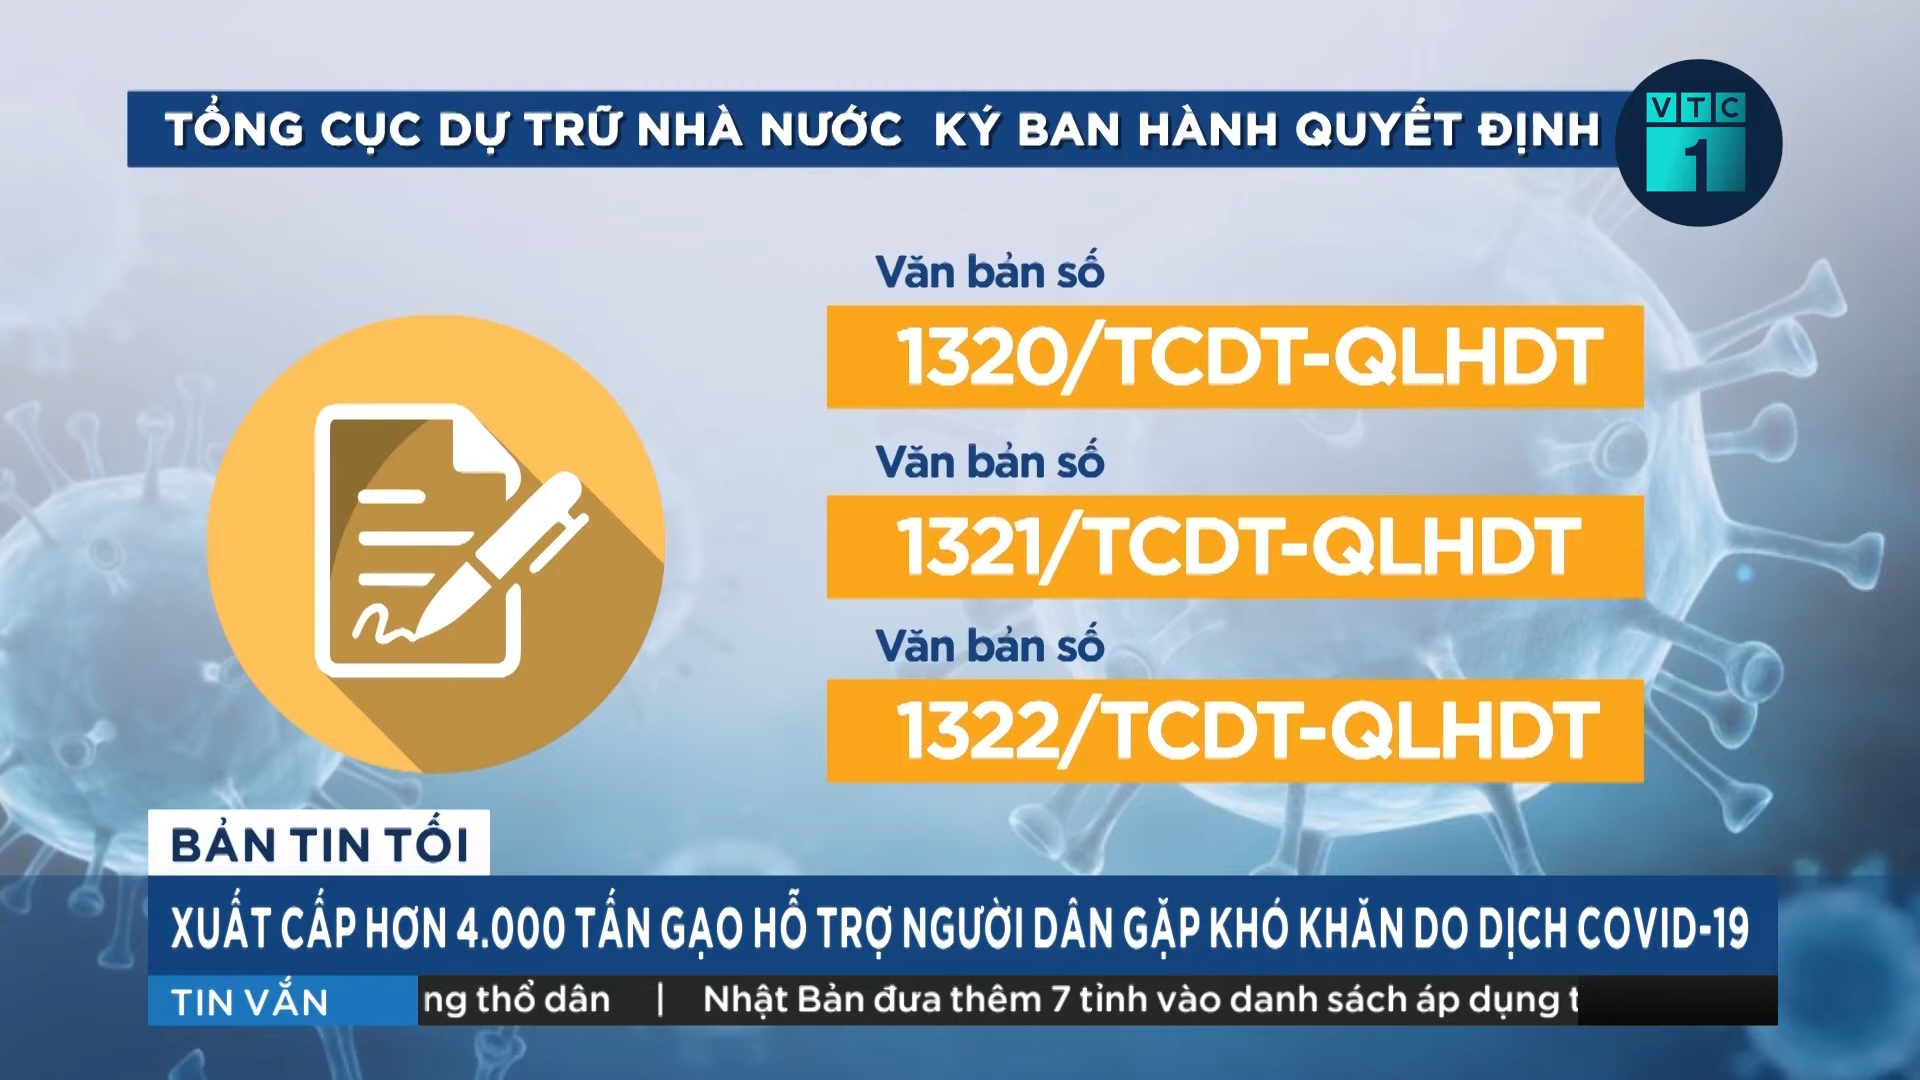 TỔNG CỤC DỰ TRỮ NHÀ NƯỚC KÝ BAN HÀNH QUYẾT ĐỊNH
VTC
1
Văn bản số
1320/TCDT-QLHDT
Văn bản số
1321/TCDT-QLHDT
Văn bản số
1322/TCDT-QLHDT
BẢN TIN TỐI
XUẤT CẤP HƠN 4.000 TẤN GẠO HỖ TRỢ NGƯỜI DÂN GẶP KHÓ KHĂN DO DỊCH COVID-19
TIN VẮN
ng thổ dân | Nhật Bản đưa thêm 7 tỉnh vào danh sách áp dụng t